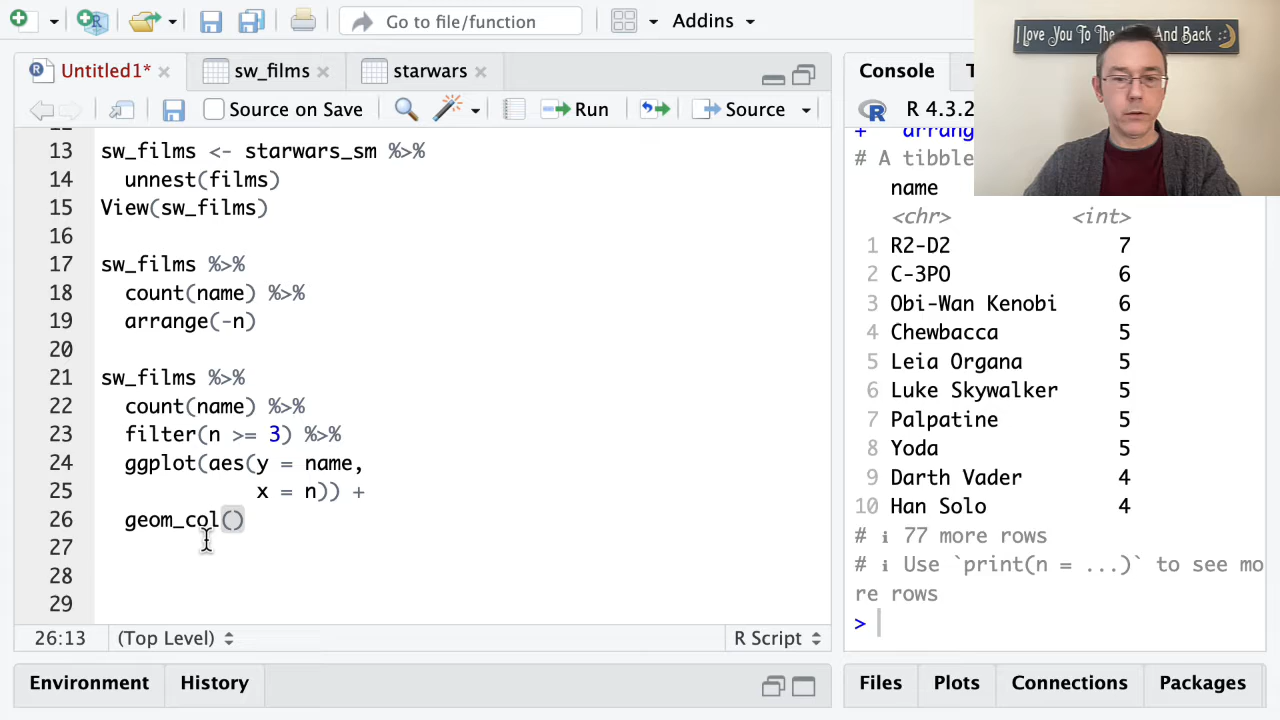 Go to file/function
Addins
I Love You To The And Back
Untitled1*
sw_films
starwars
Source on Save
Run
Source
13 sw_films <- starwars_sm %>%
14 unnest(films)
15 View(sw_films)
16
17 sw_films %>%
18 count(name) %>%
19 arrange(-n)
20
21 sw_films %>%
22 count(name) %>%
23 filter(n >= 3) %>%
24 ggplot(aes(y = name,
25 x = n)) +
26 geom_col()
27
28
29
26:13 (Top Level) R Script
Environment History
Console
R 4.3.2
+ arrang
# A tibble
name
<chr> <int>
1 R2-D2 7
2 C-3PO 6
3 Obi-Wan Kenobi 6
4 Chewbacca 5
5 Leia Organa 5
6 Luke Skywalker 5
7 Palpatine 5
8 Yoda 5
9 Darth Vader 4
10 Han Solo 4
# ℹ 77 more rows
# ℹ Use `print(n = ...)` to see mo
re rows
>
Files Plots Connections Packages